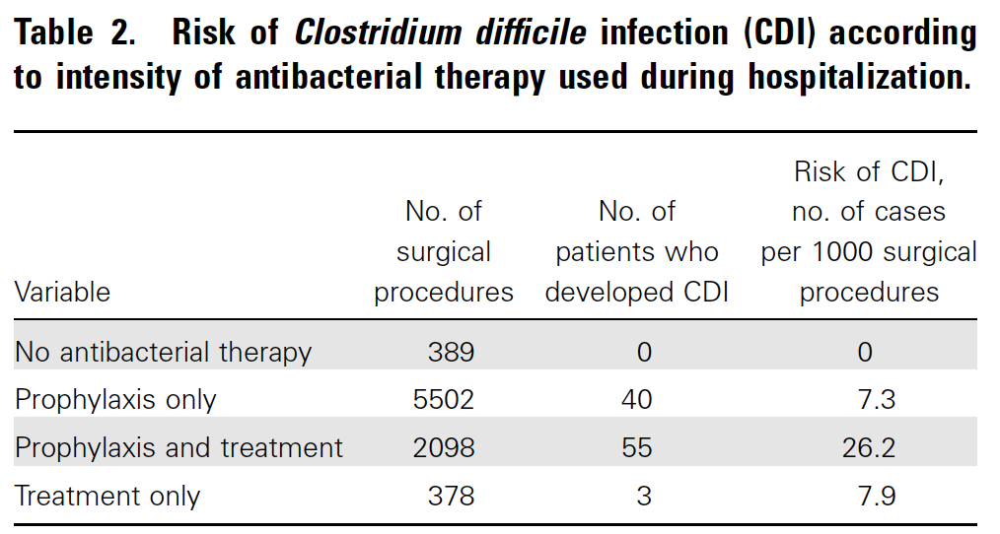 Table 2. Risk of Clostridium difficile infection (CDI) according
to intensity of antibacterial therapy used during hospitalization.
Variable
No. of
surgical
procedures
No. of
patients who
developed CDI
Risk of CDI,
no. of cases
per 1000 surgical
procedures
No antibacterial therapy 389 0 0
Prophylaxis only 5502 40 7.3
Prophylaxis and treatment 2098 55 26.2
Treatment only 378 3 7.9